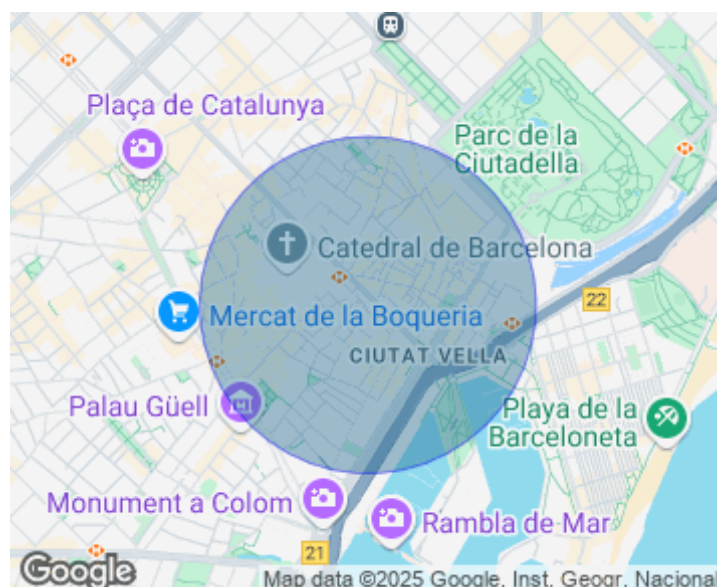 Plaça de Catalunya
Parc de la
Ciutadella
Catedral de Barcelona
22
Mercat de la Boqueria
CIUTAT VELLA
Palau Güell
Playa de la
Barceloneta
Monument a Colom
Rambla de Mar
21
Google
Map data ©2025 Google, Inst. Geogr. Nacional